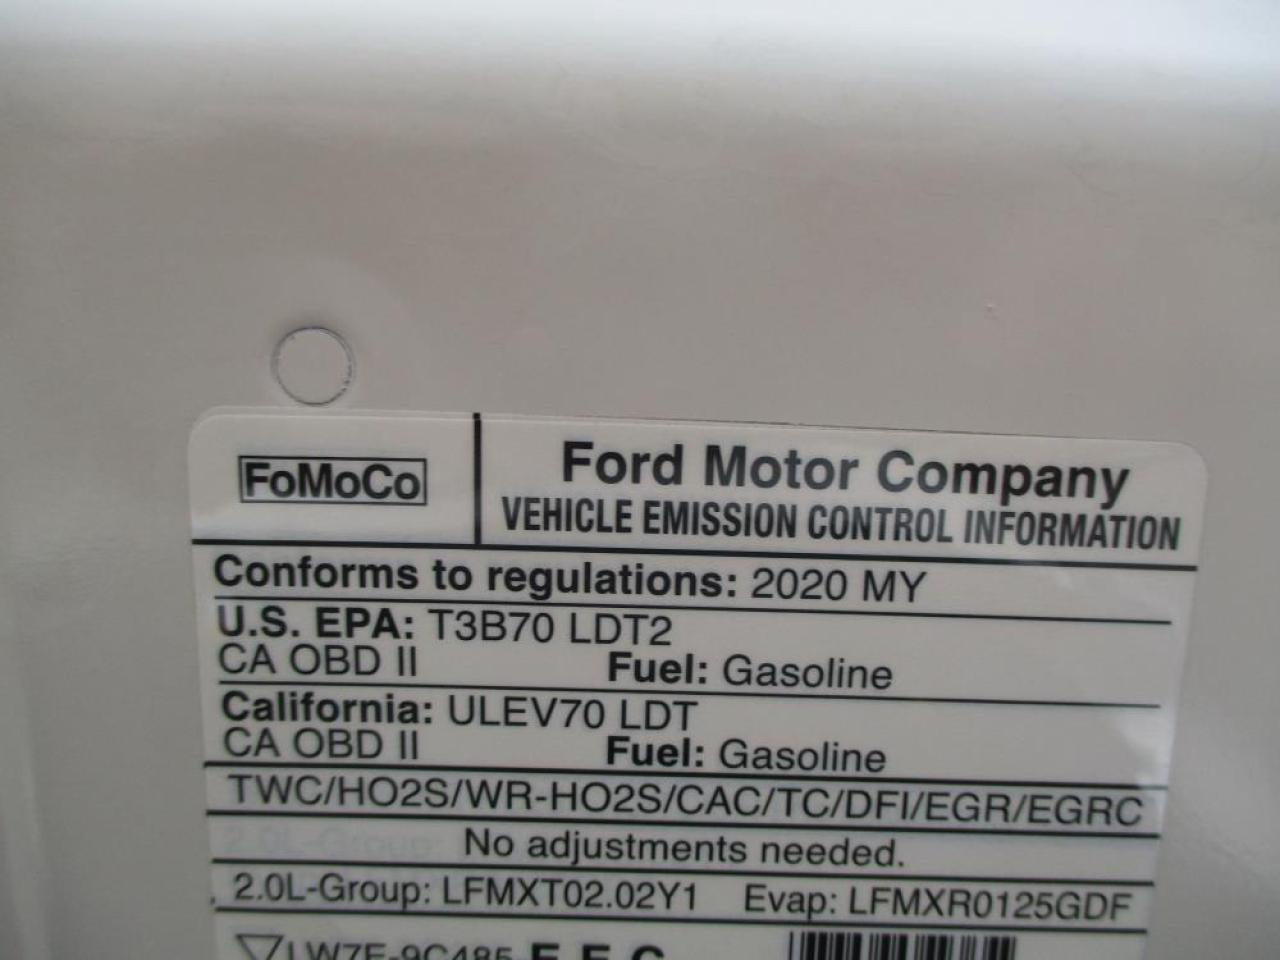 FoMoCo
Ford Motor Company
VEHICLE EMISSION CONTROL INFORMATION
Conforms to regulations: 2020 MY
U.S. EPA: T3B70 LDT2
CA OBD II Fuel: Gasoline
California: ULEV70 LDT
CA OBD II Fuel: Gasoline
TWC/HO2S/WR-HO2S/CAC/TC/DFI/EGR/EGRC
No adjustments needed.
2.0L-Group: LFMXT02.02Y1 Evap: LFMXR0125GDF